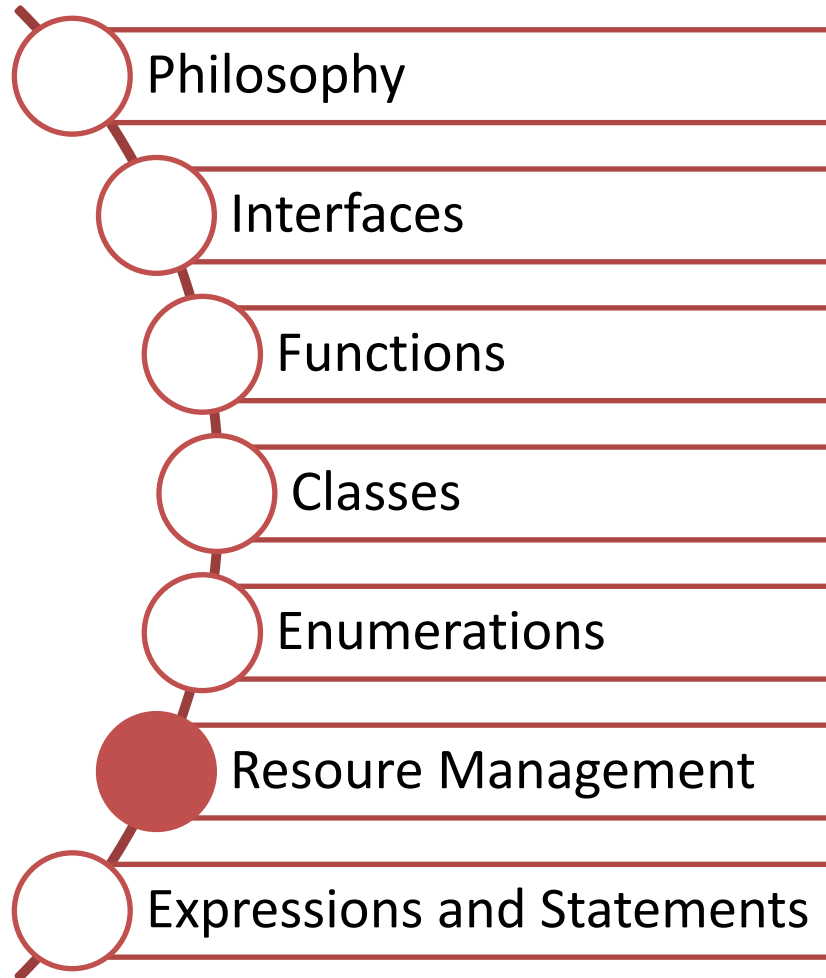 Philosophy
Interfaces
Functions
Classes
Enumerations
Resoure Management
Expressions and Statements